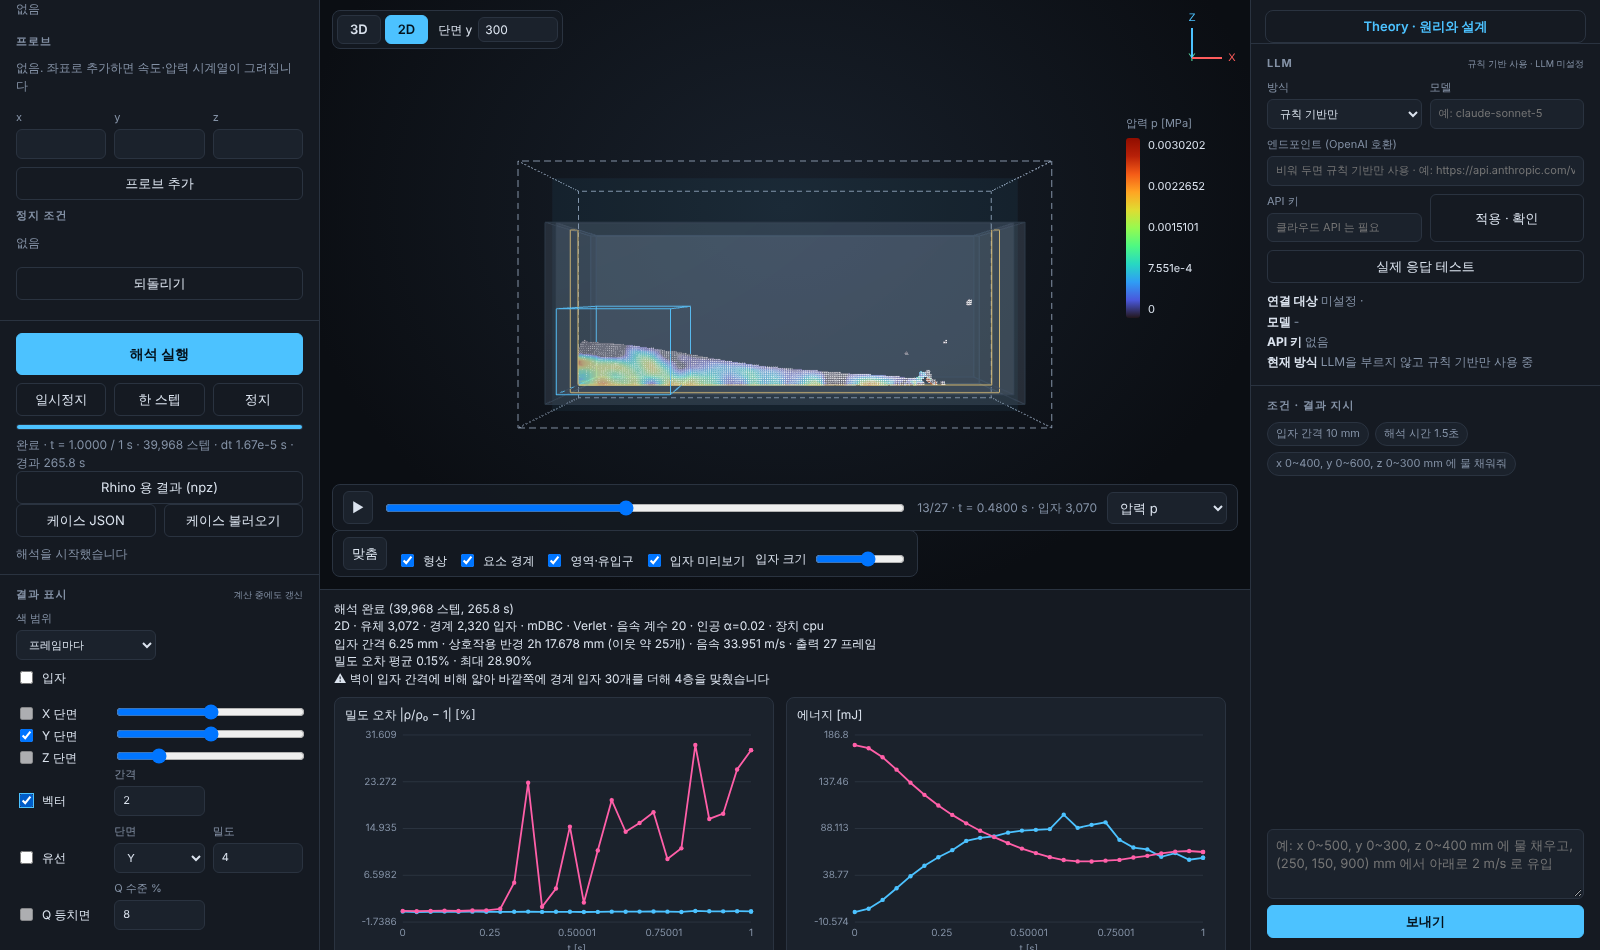 없음
프로브
없음. 좌표로 추가하면 속도·압력 시계열이 그려집니
다
x y z
프로브 추가
정지 조건
없음
되돌리기
해석 실행
일시정지 한 스텝 정지
완료 · t = 1.0000 / 1 s · 39,968 스텝 · dt 1.67e-5 s ·
경과 265.8 s
Rhino 용 결과 (npz)
케이스 JSON 케이스 불러오기
해석을 시작했습니다
결과 표시 계산 중에도 갱신
색 범위
프레임마다
입자
X 단면
Y 단면
Z 단면
간격
벡터 2
단면 밀도
유선 Y 4
Q 수준 %
Q 등치면 8
3D 2D 단면 y 300
Z
X
압력 p [MPa]
0.0030202
0.0022652
0.0015101
7.551e-4
0
13/27 · t = 0.4800 s · 입자 3,070 압력 p
맞춤 형상 요소 경계 영역·유입구 입자 미리보기 입자 크기
해석 완료 (39,968 스텝, 265.8 s)
2D · 유체 3,072 · 경계 2,320 입자 · mDBC · Verlet · 음속 계수 20 · 인공 α=0.02 · 장치 cpu
입자 간격 6.25 mm · 상호작용 반경 2h 17.678 mm (이웃 약 25개) · 음속 33.951 m/s · 출력 27 프레임
밀도 오차 평균 0.15% · 최대 28.90%
⚠ 벽이 입자 간격에 비해 얇아 바깥쪽에 경계 입자 30개를 더해 4층을 맞췄습니다
밀도 오차 |ρ/ρ₀ − 1| [%]
31.609
23.272
14.935
6.5982
-1.7386
0 0.25 0.50001 0.75001 1
t [s]
에너지 [mJ]
186.8
137.46
88.113
38.77
-10.574
0 0.25 0.50001 0.75001 1
t [s]
Theory · 원리와 설계
LLM 규칙 기반 사용 · LLM 미설정
방식 모델
규칙 기반만 예: claude-sonnet-5
엔드포인트 (OpenAI 호환)
비워 두면 규칙 기반만 사용 · 예: https://api.anthropic.com/v
API 키
클라우드 API 는 필요 적용 · 확인
실제 응답 테스트
연결 대상 미설정 ·
모델 -
API 키 없음
현재 방식 LLM을 부르지 않고 규칙 기반만 사용 중
조건 · 결과 지시
입자 간격 10 mm 해석 시간 1.5초
x 0~400, y 0~600, z 0~300 mm 에 물 채워줘
예: x 0~500, y 0~300, z 0~400 mm 에 물 채우고,
(250, 150, 900) mm 에서 아래로 2 m/s 로 유입
보내기